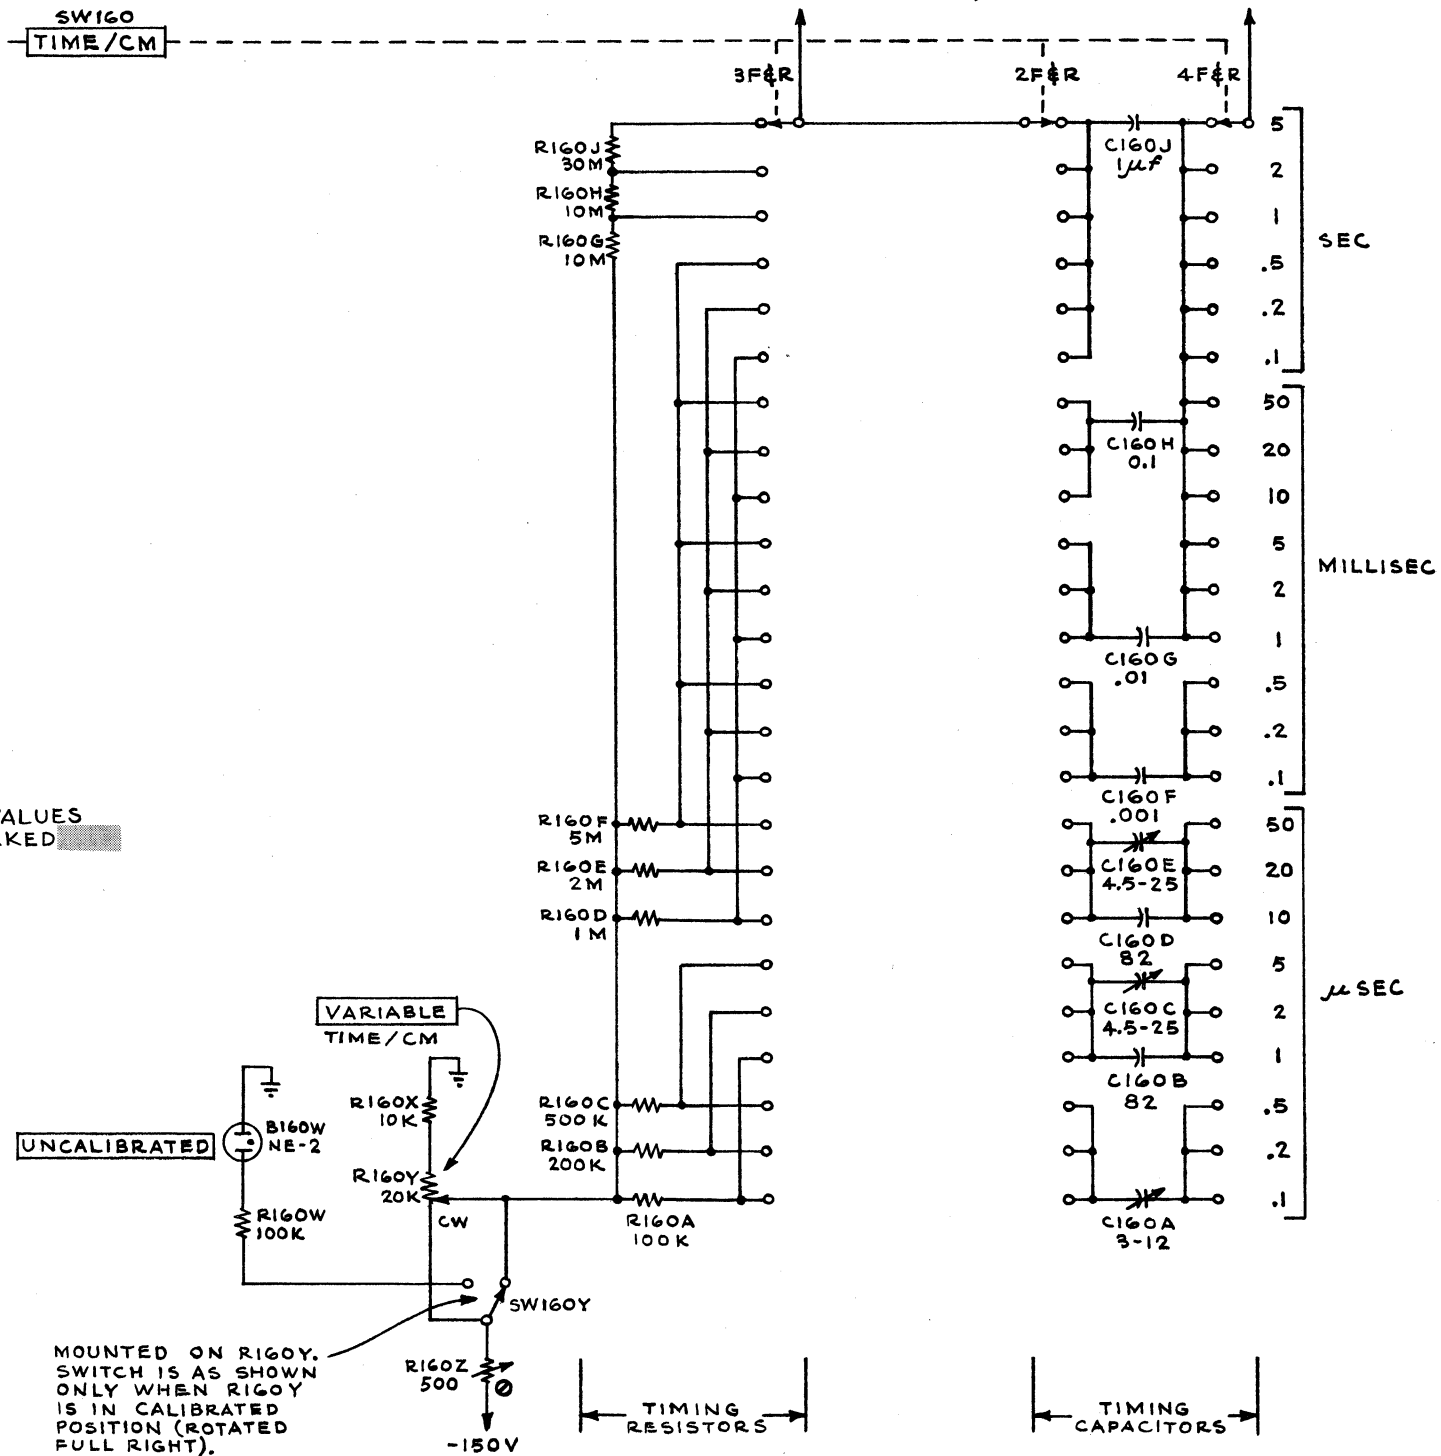 SW160
TIME/CM
3F&R
2F&R
4F&R
R160J
30M
R160H
10M
R160G
10M
C160J
1µf
5
2
1
.5
.2
.1
SEC
50
20
10
5
2
1
.5
.2
.1
MILLISEC
C160H
0.1
C160G
.01
C160F
.001
ALUES
KED
R160F
5M
R160E
2M
R160D
1M
C160E
4.5-25
C160D
82
C160C
4.5-25
C160B
82
C160A
3-12
50
20
10
5
2
1
.5
.2
.1
µSEC
VARIABLE
TIME/CM
UNCALIBRATED
B160W
NE-2
R160W
100K
R160X
10K
R160Y
20K
CW
R160C
500K
R160B
200K
R160A
100K
SW160Y
MOUNTED ON R160Y.
SWITCH IS AS SHOWN
ONLY WHEN R160Y
IS IN CALIBRATED
POSITION (ROTATED
FULL RIGHT).
R160Z
500
-150V
TIMING
RESISTORS
TIMING
CAPACITORS